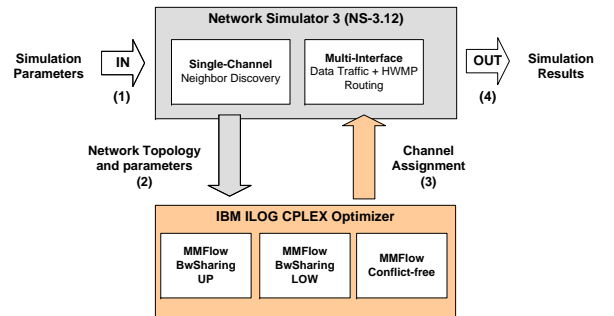 Network Simulator 3 (NS-3.12)
Simulation
Parameters
IN
(1)
Single-Channel
Neighbor Discovery
Multi-Interface
Data Traffic + HWMP
Routing
OUT
(4)
Simulation
Results
Network Topology
and parameters
(2)
Channel
Assignment
(3)
IBM ILOG CPLEX Optimizer
MMFlow
BwSharing
UP
MMFlow
BwSharing
LOW
MMFlow
Conflict-free